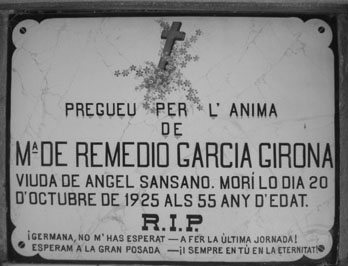 PREGUEU PER L'ANIMA
DE
Mª DE REMEDIO GARCIA GIRONA
VIUDA DE ANGEL SANSANO. MORÍ LO DIA 20
D'OCTUBRE DE 1925 ALS 55 ANY D'EDAT.
R.I.P.
¡GERMANA, NO M'HAS ESPERAT — A FER LA ÚLTIMA JORNADA!
ESPERAM A LA GRAN POSADA — ¡I SEMPRE EN TÚ EN LA ETERNITAT!